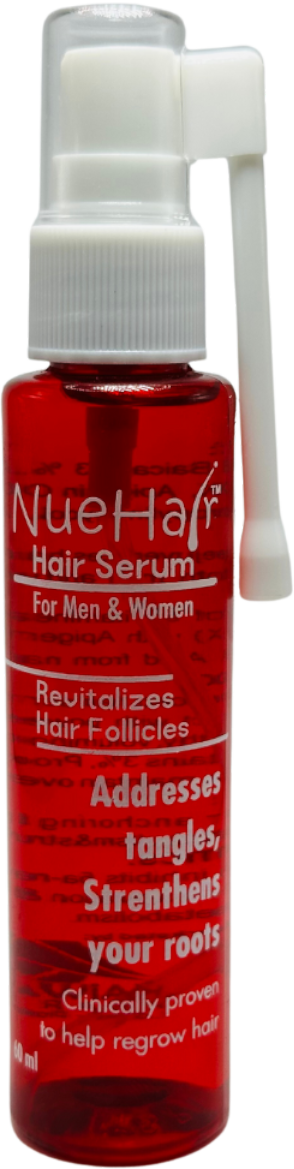 NueHair™
Hair Serum
For Men & Women
Revitalizes
Hair Follicles
Addresses
tangles,
Strenthens
your roots
Clinically proven
to help regrow hair
60 ml